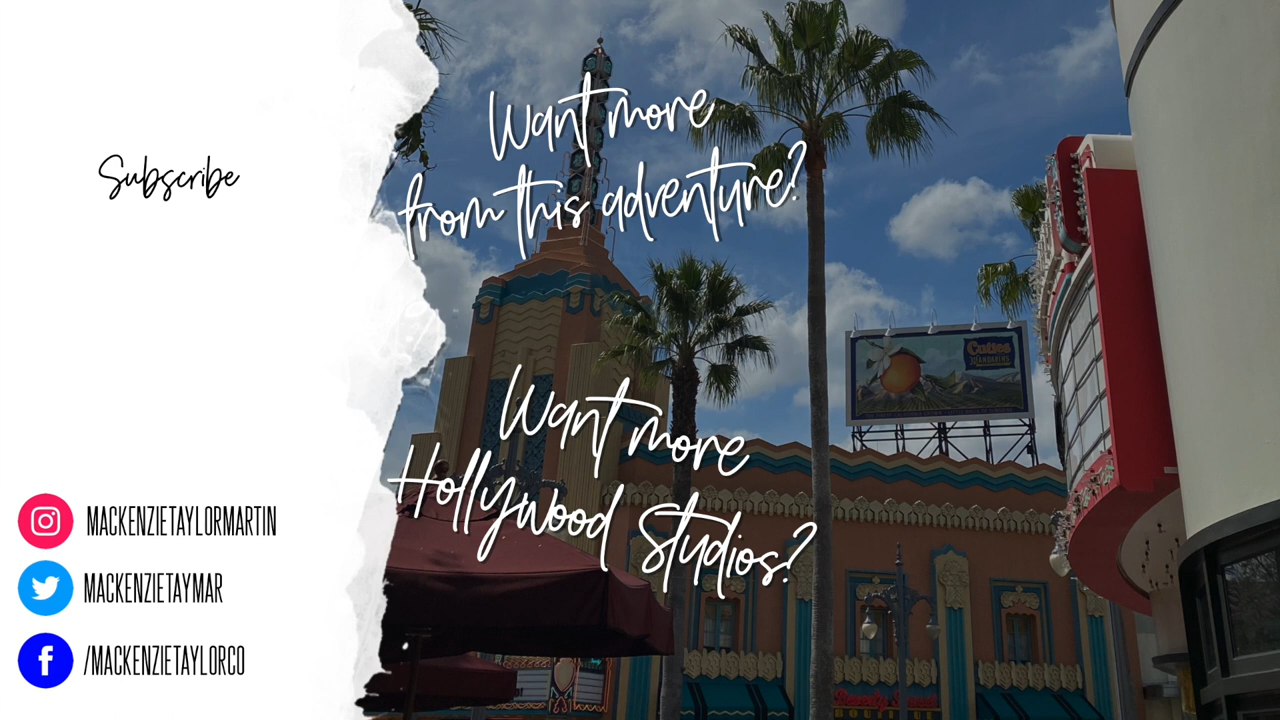 Subscribe
MACKENZIETAYLORMARTIN
MACKENZIETAYMAR
/MACKENZIETAYLORCO
Want more
from this adventure?
Want more
Hollywood Studios?
Cuties